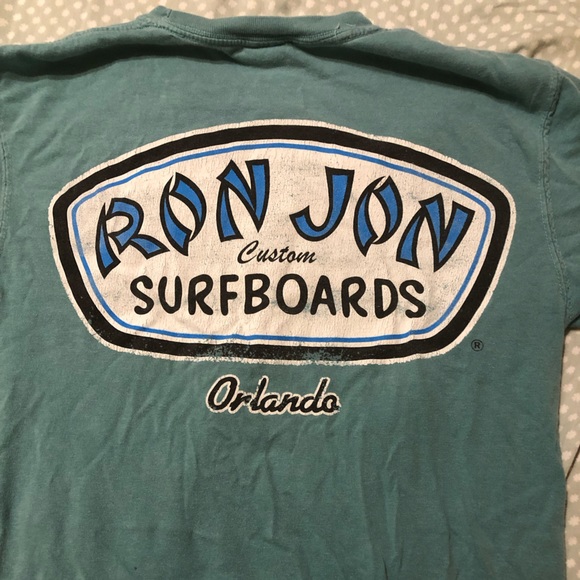 RON JON
Custom
SURFBOARDS
®
Orlando